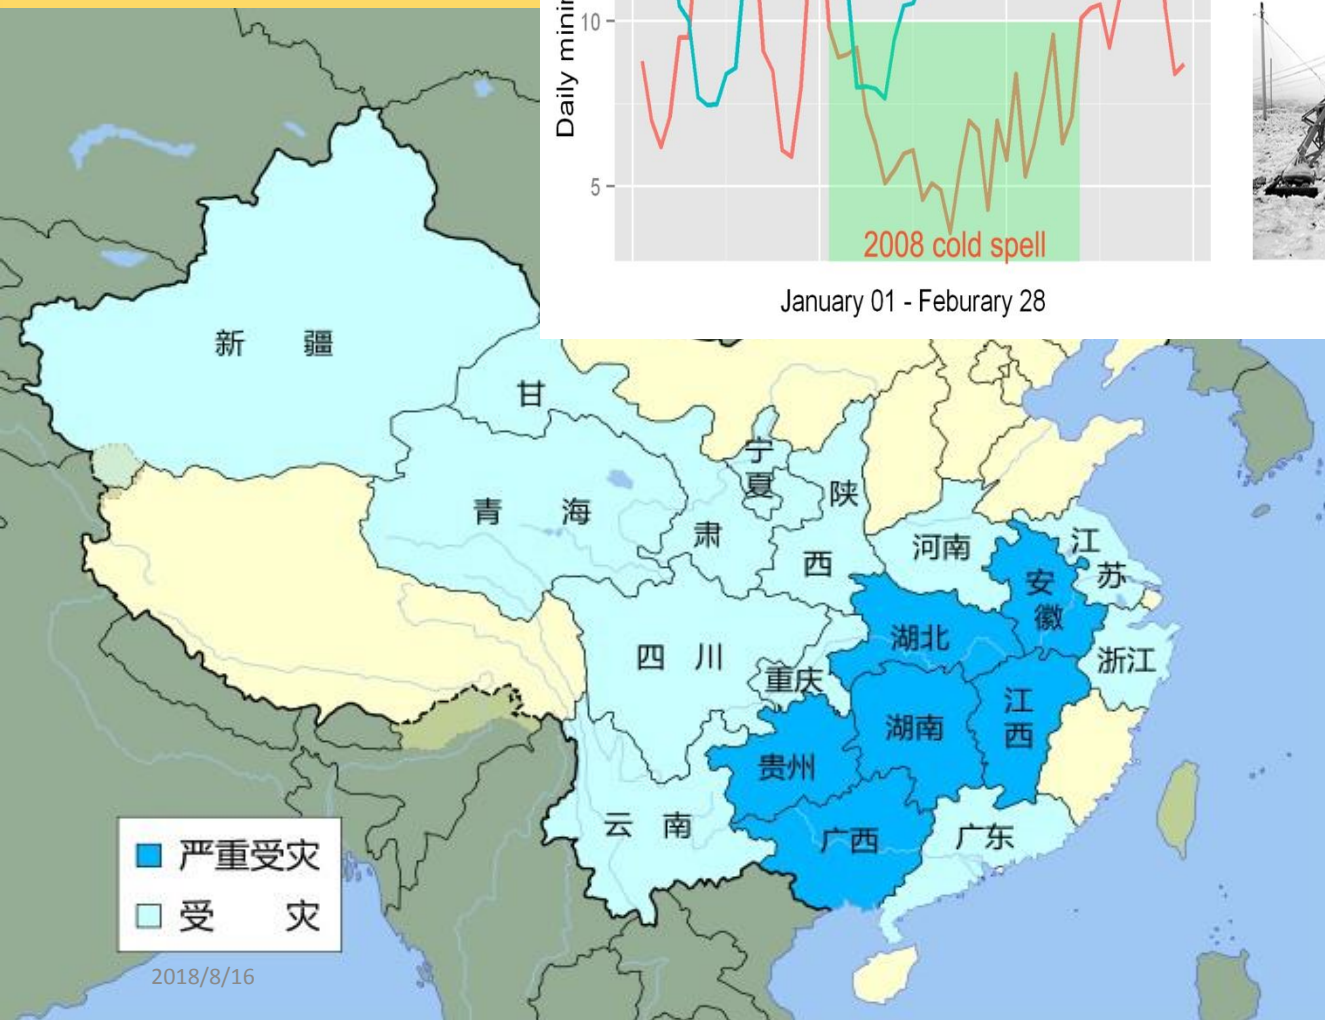 Daily
10
5
2008 cold spell
January 01 - Feburary 28
新 疆
甘
宁
夏
陕
青 海
肃
西
河南
江
苏
安
徽
湖北
浙江
四 川
重庆
江
西
湖南
贵州
云 南
广西
广东
严重受灾
受 灾
2018/8/16